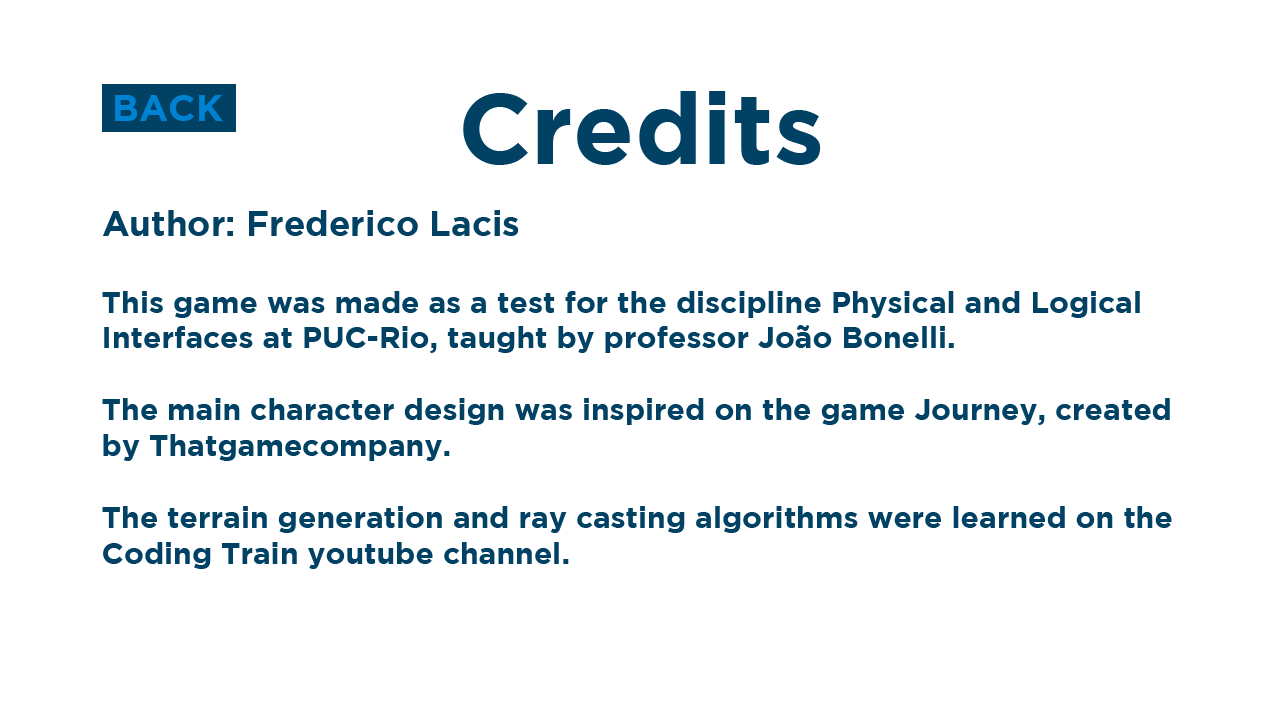 BACK
Credits
Author: Frederico Lacis
This game was made as a test for the discipline Physical and Logical
Interfaces at PUC-Rio, taught by professor João Bonelli.
The main character design was inspired on the game Journey, created
by Thatgamecompany.
The terrain generation and ray casting algorithms were learned on the
Coding Train youtube channel.